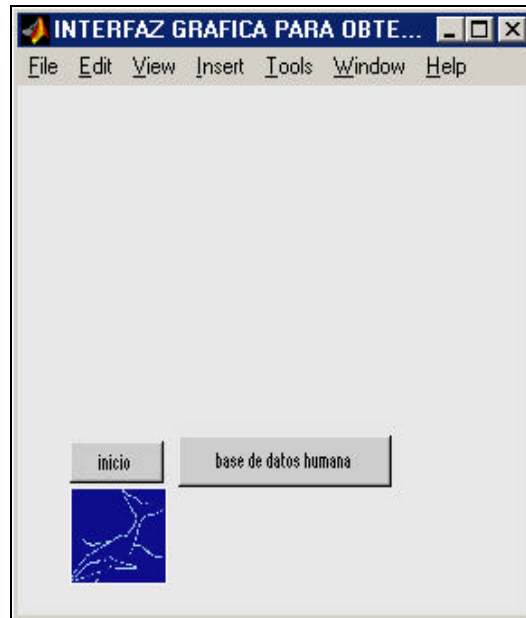 INTERFAZ GRAFICA PARA OBTE...
File Edit View Insert Tools Window Help
inicio
base de datos humana